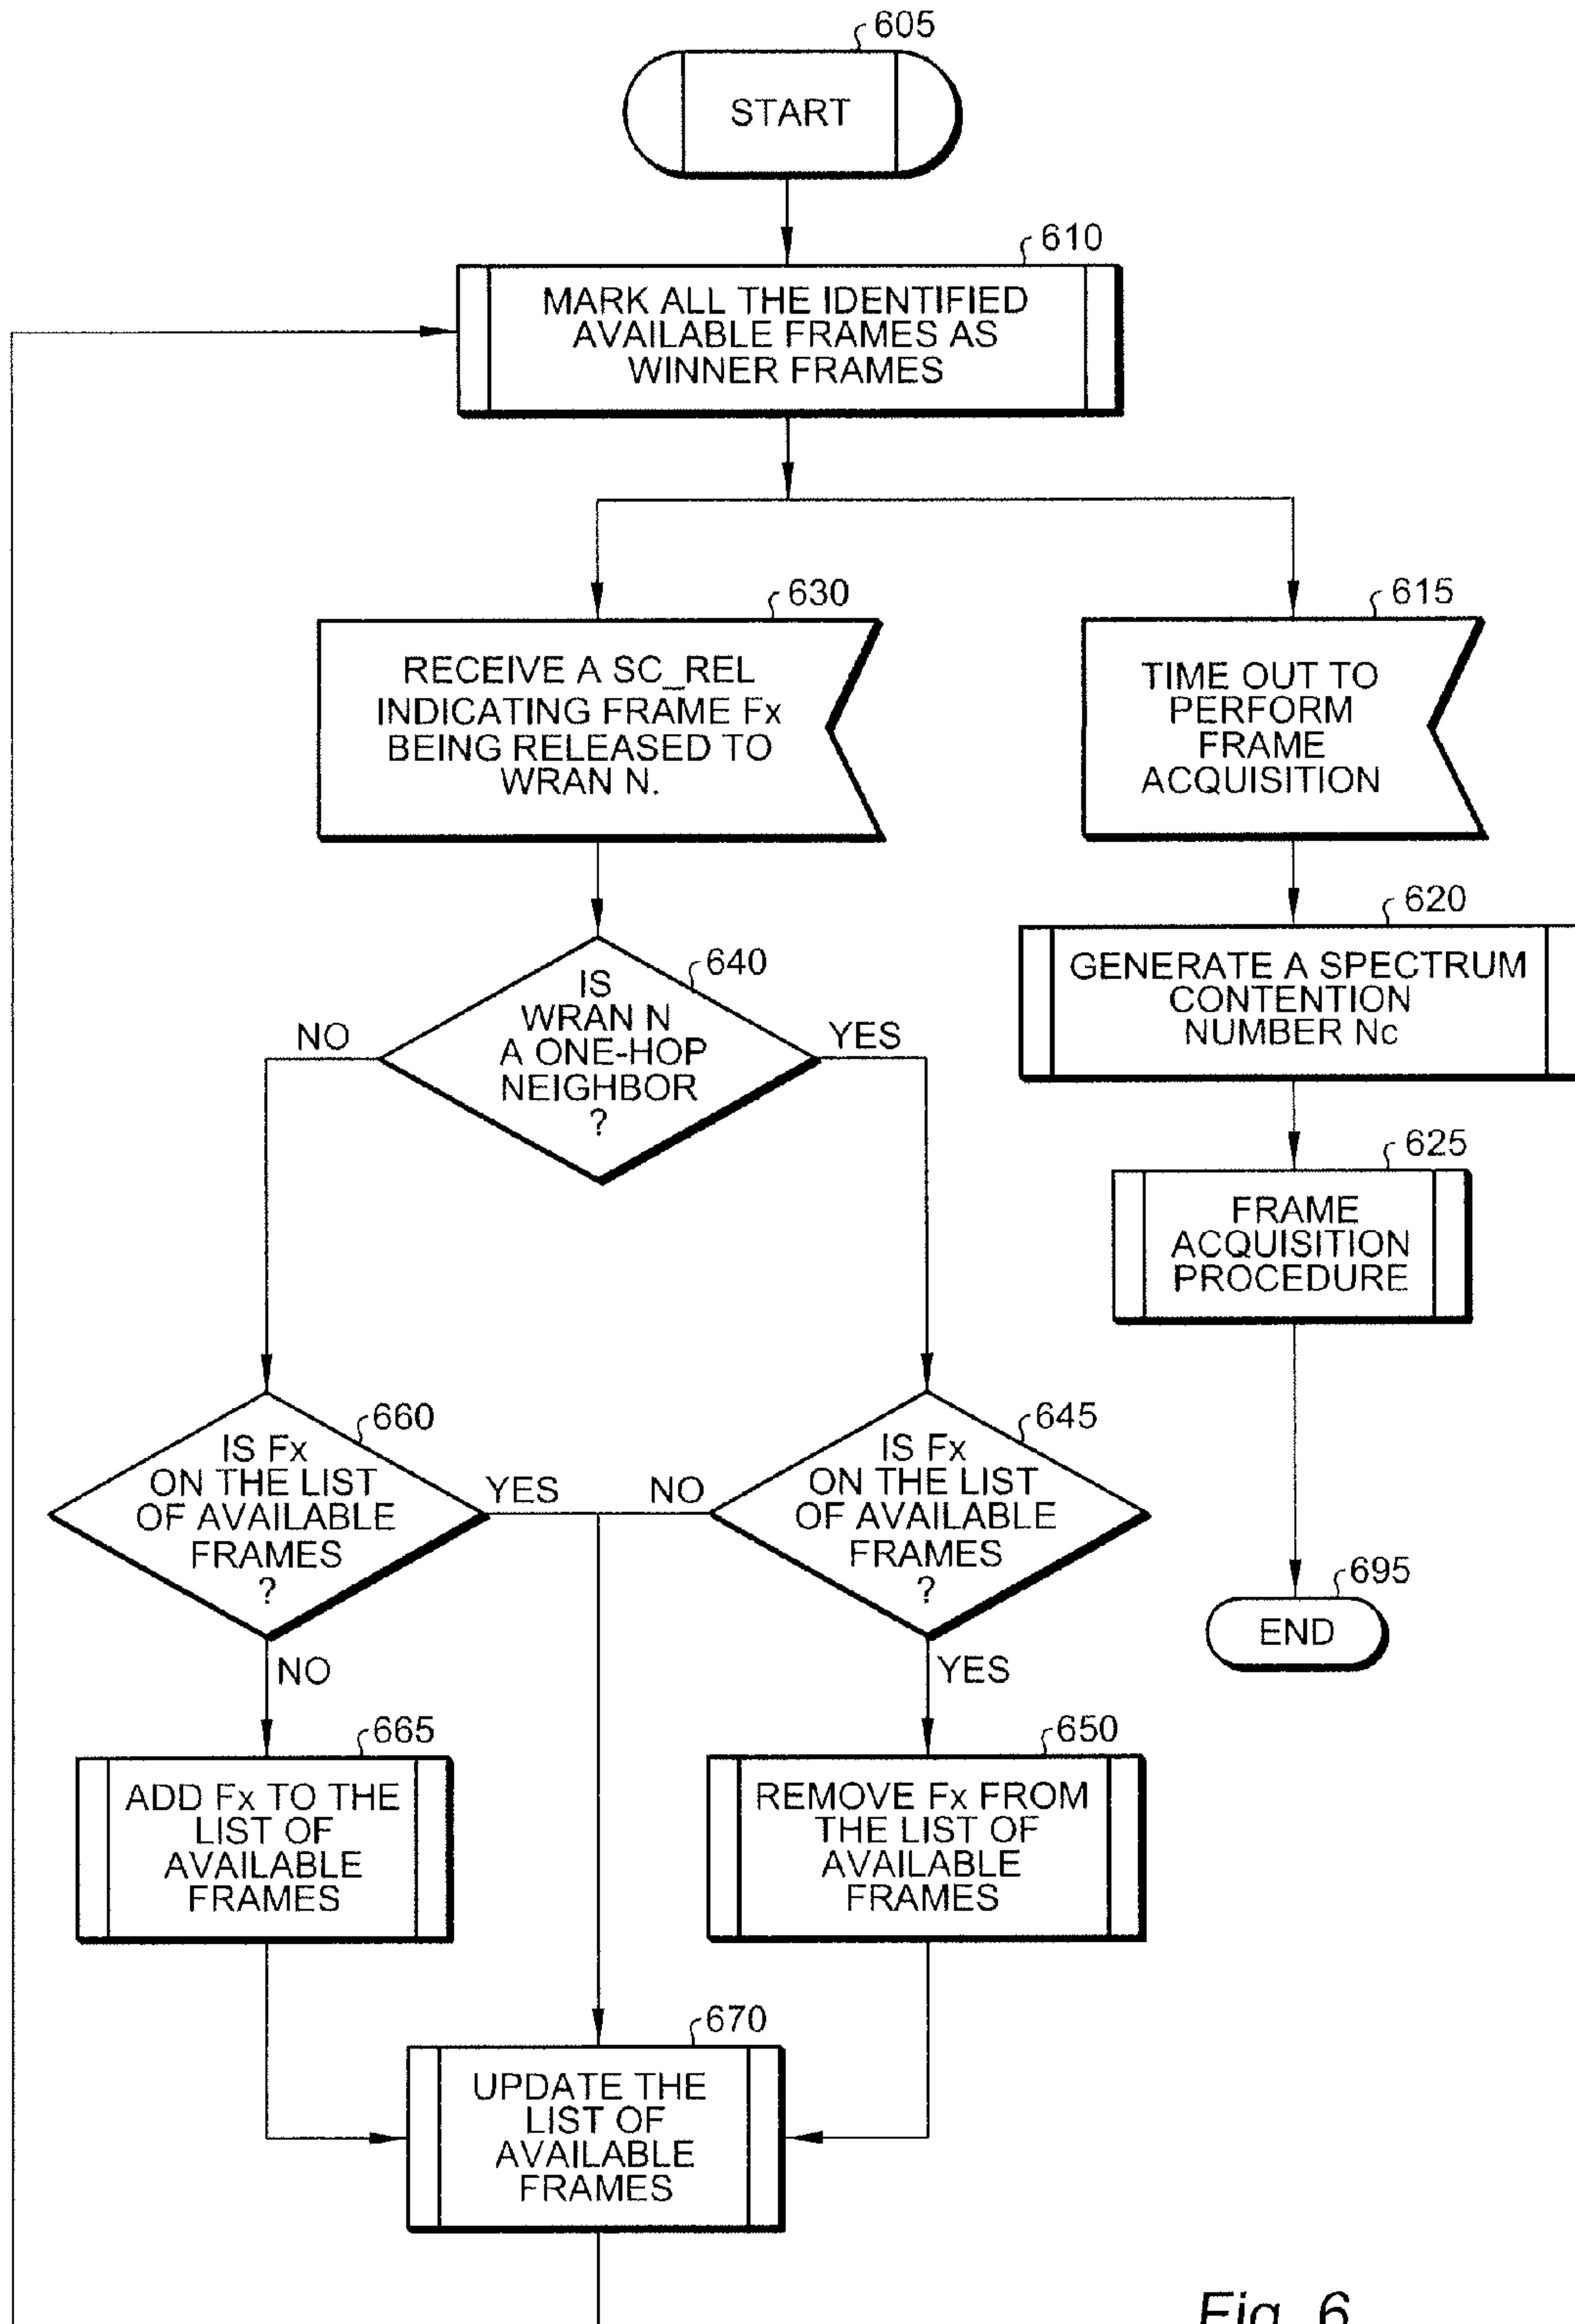 605
START
610
MARK ALL THE IDENTIFIED
AVAILABLE FRAMES AS
WINNER FRAMES
630
RECEIVE A SC_REL
INDICATING FRAME Fx
BEING RELEASED TO
WRAN N.
615
TIME OUT TO
PERFORM
FRAME
ACQUISITION
620
GENERATE A SPECTRUM
CONTENTION
NUMBER Nc
640
IS
WRAN N
A ONE-HOP
NEIGHBOR
?
NO
YES
625
FRAME
ACQUISITION
PROCEDURE
660
IS Fx
ON THE LIST
OF AVAILABLE
FRAMES
?
YES
NO
645
IS Fx
ON THE LIST
OF AVAILABLE
FRAMES
?
NO
YES
695
END
665
ADD Fx TO THE
LIST OF
AVAILABLE
FRAMES
650
REMOVE Fx FROM
THE LIST OF
AVAILABLE
FRAMES
670
UPDATE THE
LIST OF
AVAILABLE
FRAMES
Fig. 6